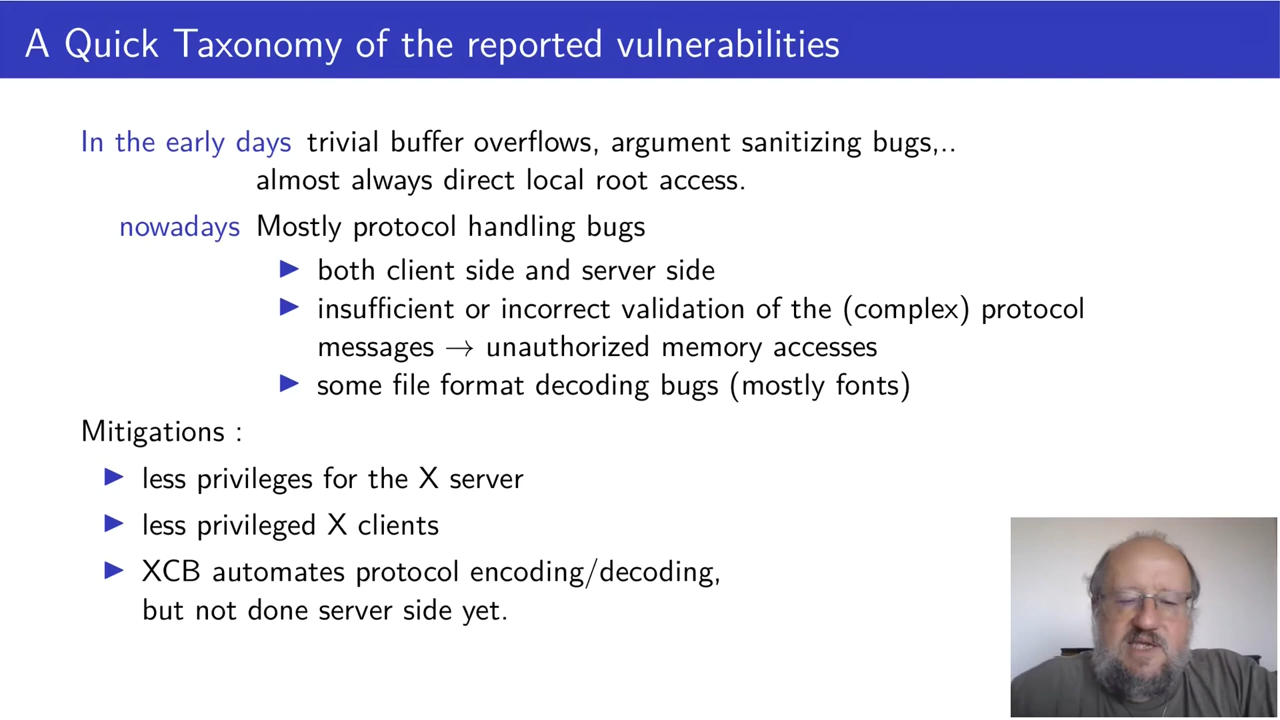 A Quick Taxonomy of the reported vulnerabilities
In the early days trivial buffer overflows, argument sanitizing bugs,..
almost always direct local root access.
nowadays Mostly protocol handling bugs
▶ both client side and server side
▶ insufficient or incorrect validation of the (complex) protocol
messages → unauthorized memory accesses
▶ some file format decoding bugs (mostly fonts)
Mitigations :
▶ less privileges for the X server
▶ less privileged X clients
▶ XCB automates protocol encoding/decoding,
but not done server side yet.